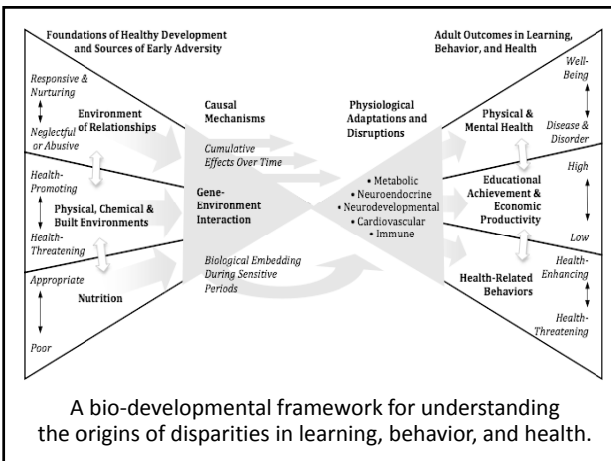 Foundations of Healthy Development
and Sources of Early Adversity
Adult Outcomes in Learning,
Behavior, and Health
Responsive &
Nurturing
Neglectful
or Abusive
Environment
of Relationships
Health-
Promoting
Health-
Threatening
Physical, Chemical &
Built Environments
Appropriate
Poor
Nutrition
Causal
Mechanisms
Cumulative
Effects Over Time
Gene-
Environment
Interaction
Biological Embedding
During Sensitive
Periods
Physiological
Adaptations and
Disruptions
• Metabolic
• Neuroendocrine
• Neurodevelopmental
• Cardiovascular
• Immune
Physical &
Mental Health
Well-
Being
Disease &
Disorder
Educational
Achievement &
Economic
Productivity
High
Low
Health-Related
Behaviors
Health-
Enhancing
Health-
Threatening
A bio-developmental framework for understanding
the origins of disparities in learning, behavior, and health.